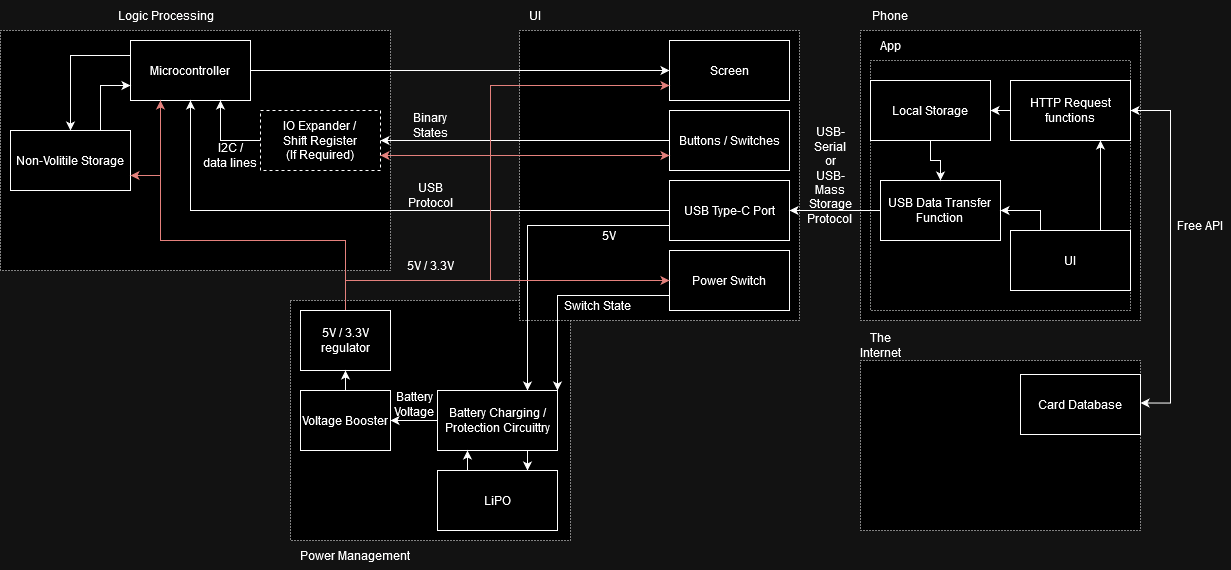 Logic Processing
UI
Phone
App
Microcontroller
Screen
Local Storage
HTTP Request
functions
IO Expander /
Shift Register
(If Required)
Binary
States
Buttons / Switches
I2C /
data lines
Non-Volitile Storage
USB-
Serial
or
USB-
Mass
Storage
Protocol
USB
Protocol
USB Type-C Port
USB Data Transfer
Function
Free API
5V
UI
5V / 3.3V
Power Switch
Switch State
5V / 3.3V
regulator
The
Internet
Battery
Voltage
Voltage Booster
Battery Charging /
Protection Circuittry
Card Database
LiPO
Power Management